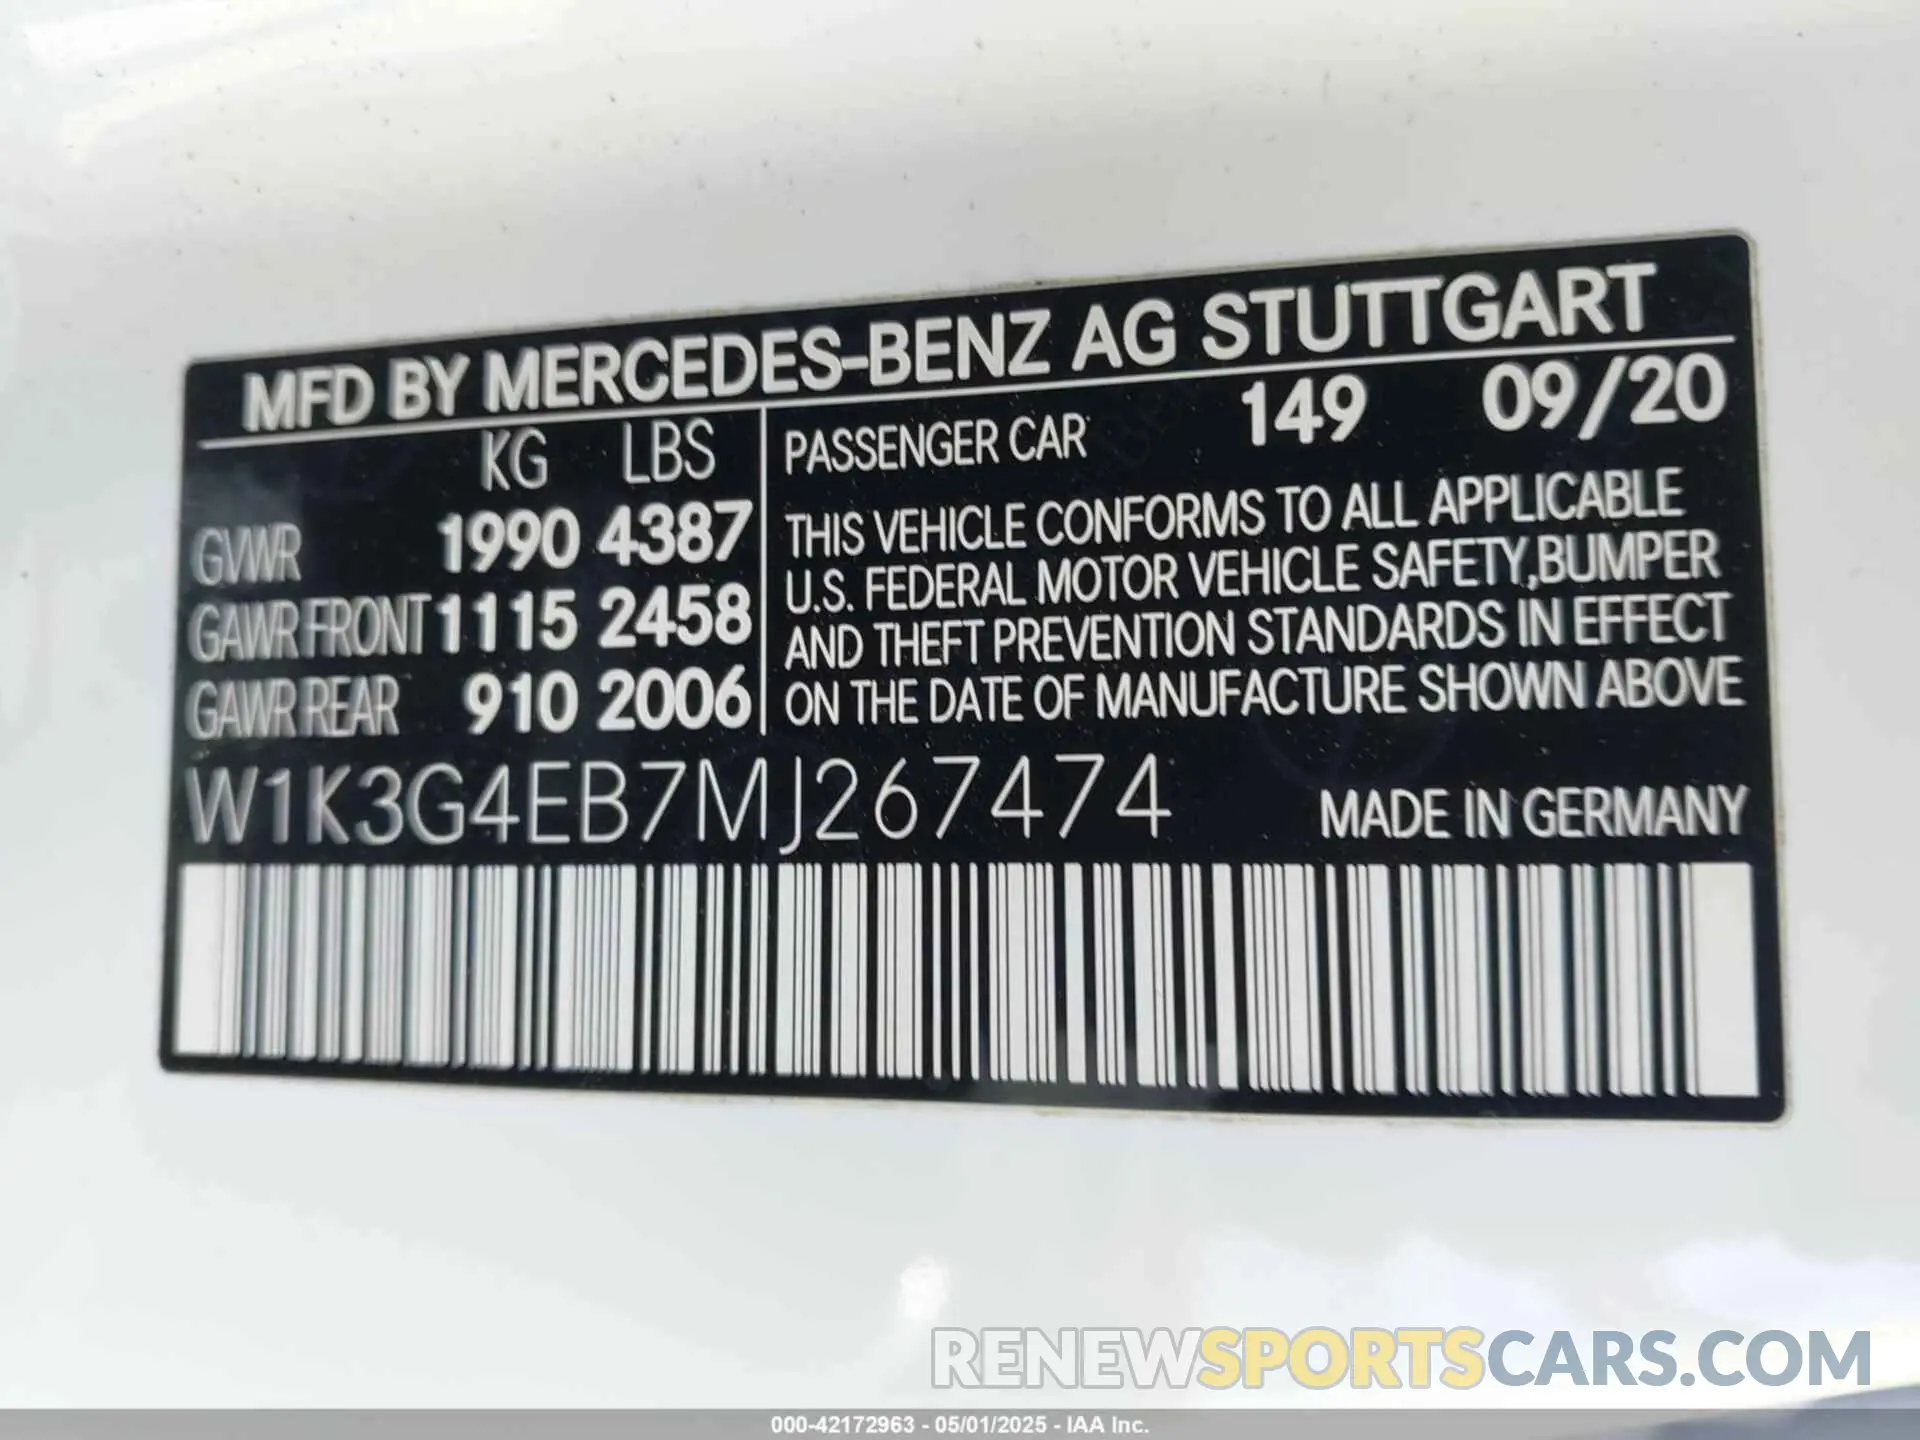 MFD BY MERCEDES-BENZ AG STUTTGART
KG LBS
GVWR 1990 4387
GAWR FRONT 1115 2458
GAWR REAR 910 2006
PASSENGER CAR 149 09/20
THIS VEHICLE CONFORMS TO ALL APPLICABLE
U.S. FEDERAL MOTOR VEHICLE SAFETY,BUMPER
AND THEFT PREVENTION STANDARDS IN EFFECT
ON THE DATE OF MANUFACTURE SHOWN ABOVE
W1K3G4EB7MJ267474 MADE IN GERMANY
RENEWSPORTSCARS.COM
000-42172963 - 05/01/2025 - IAA Inc.